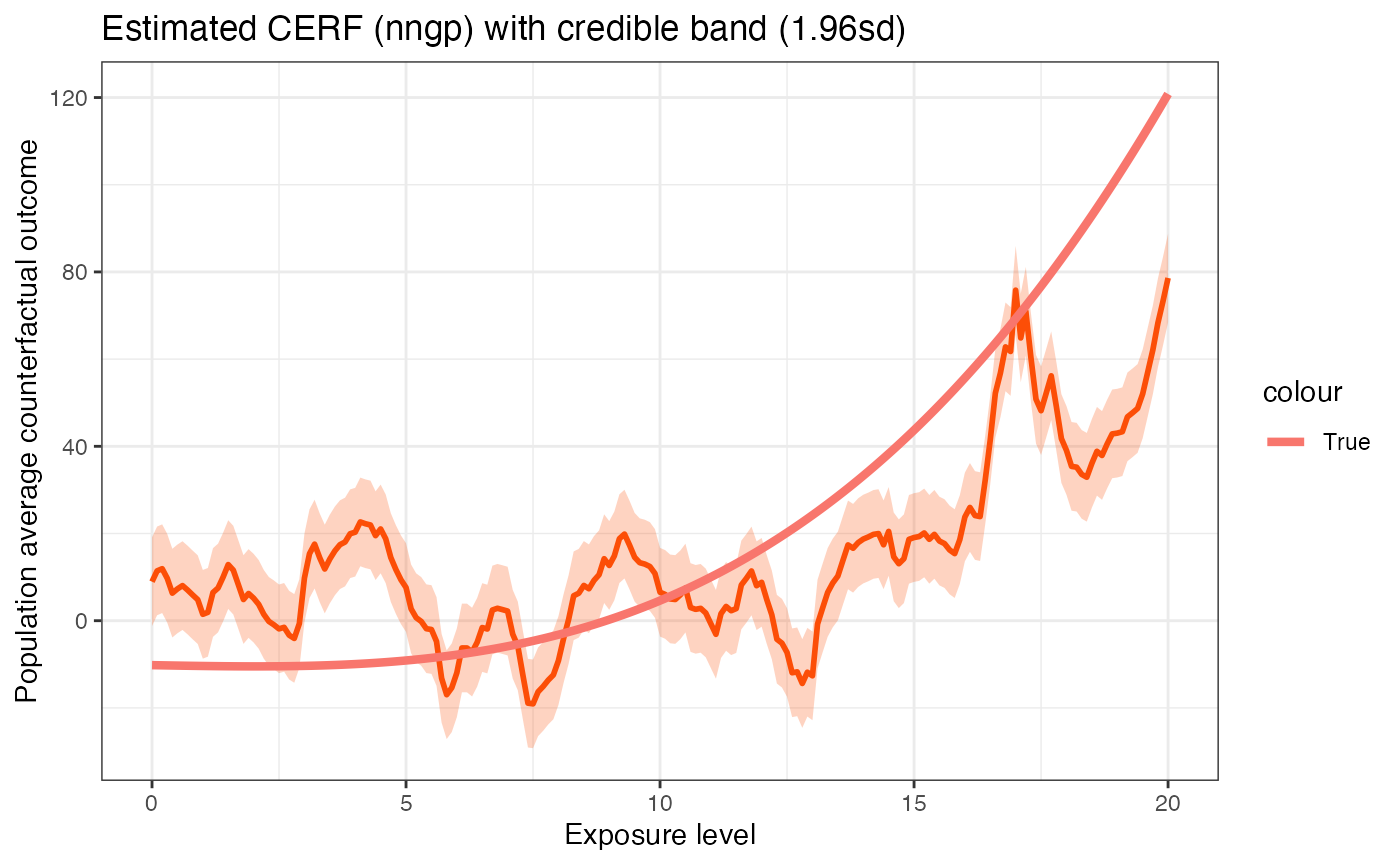 Estimated CERF (nngp) with credible band (1.96sd)
Population average counterfactual outcome
120
80
40
0
0
5
10
15
20
Exposure level
colour
True